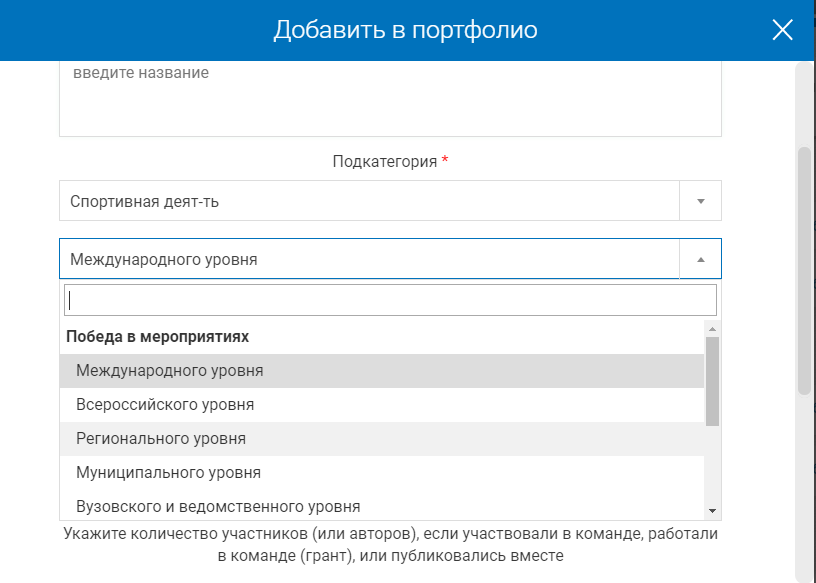 Добавить в портфолио
введите название
Подкатегория *
Спортивная деят-ть
Международного уровня
Победа в мероприятиях
Международного уровня
Всероссийского уровня
Регионального уровня
Муниципального уровня
Вузовского и ведомственного уровня
Укажите количество участников (или авторов), если участвовали в команде, работали
в команде (грант), или публиковались вместе